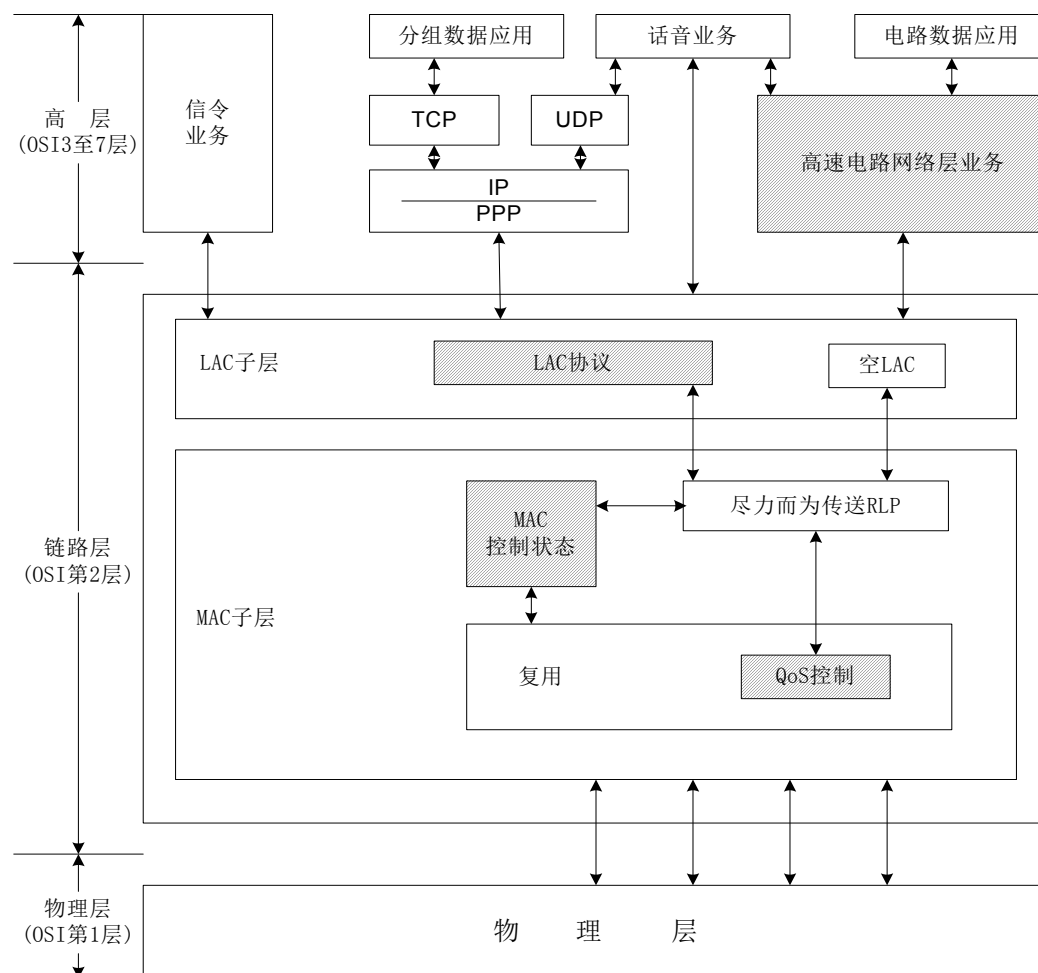 分组数据应用
话音业务
电路数据应用
高 层
(OSI3至7层)
信令
业务
TCP
UDP
高速电路网络层业务
IP
PPP
LAC子层
LAC协议
空LAC
链路层
(OSI第2层)
MAC子层
MAC
控制状态
尽力而为传送RLP
复用
QoS控制
物理层
(OSI第1层)
物 理 层